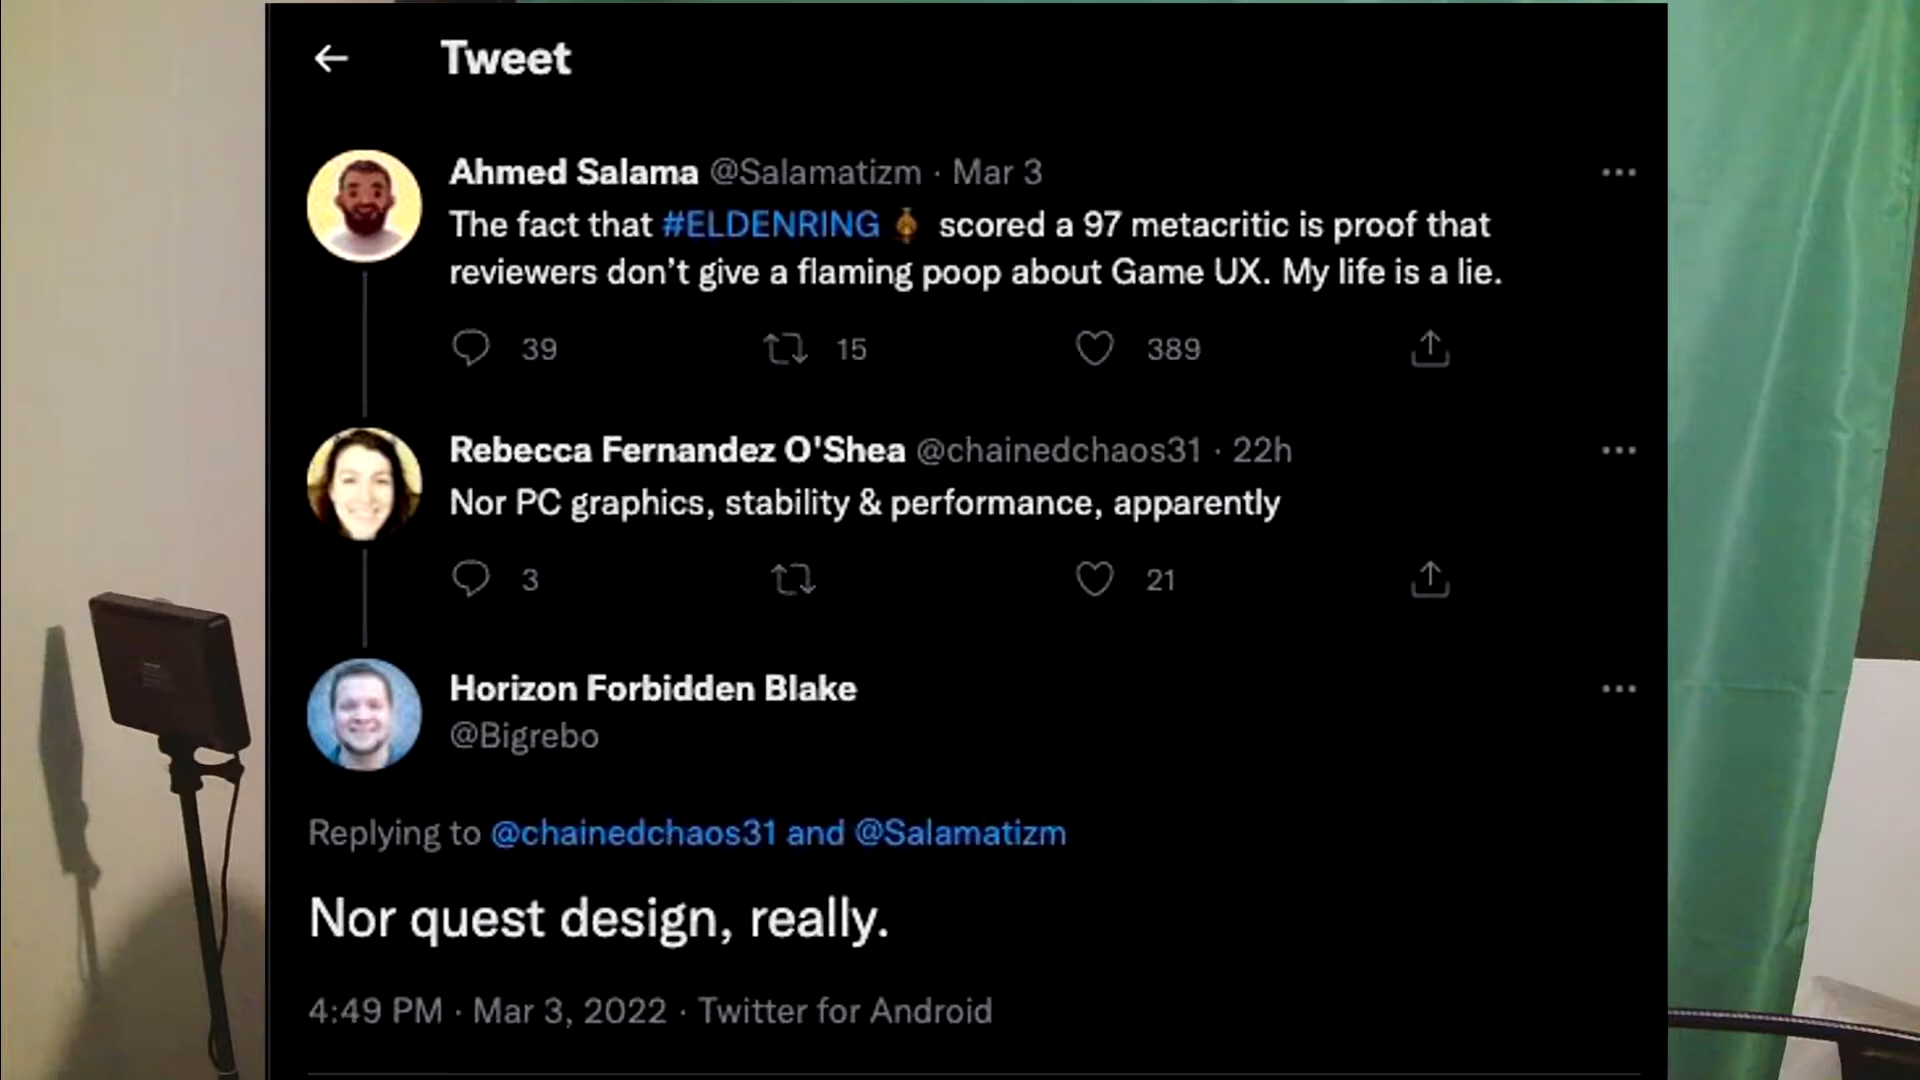 Tweet
Ahmed Salama @Salamatizm · Mar 3
The fact that #ELDENRING scored a 97 metacritic is proof that
reviewers don’t give a flaming poop about Game UX. My life is a lie.
39 15 389
Rebecca Fernandez O'Shea @chainedchaos31 · 22h
Nor PC graphics, stability & performance, apparently
3 21
Horizon Forbidden Blake
@Bigrebo
Replying to @chainedchaos31 and @Salamatizm
Nor quest design, really.
4:49 PM · Mar 3, 2022 · Twitter for Android